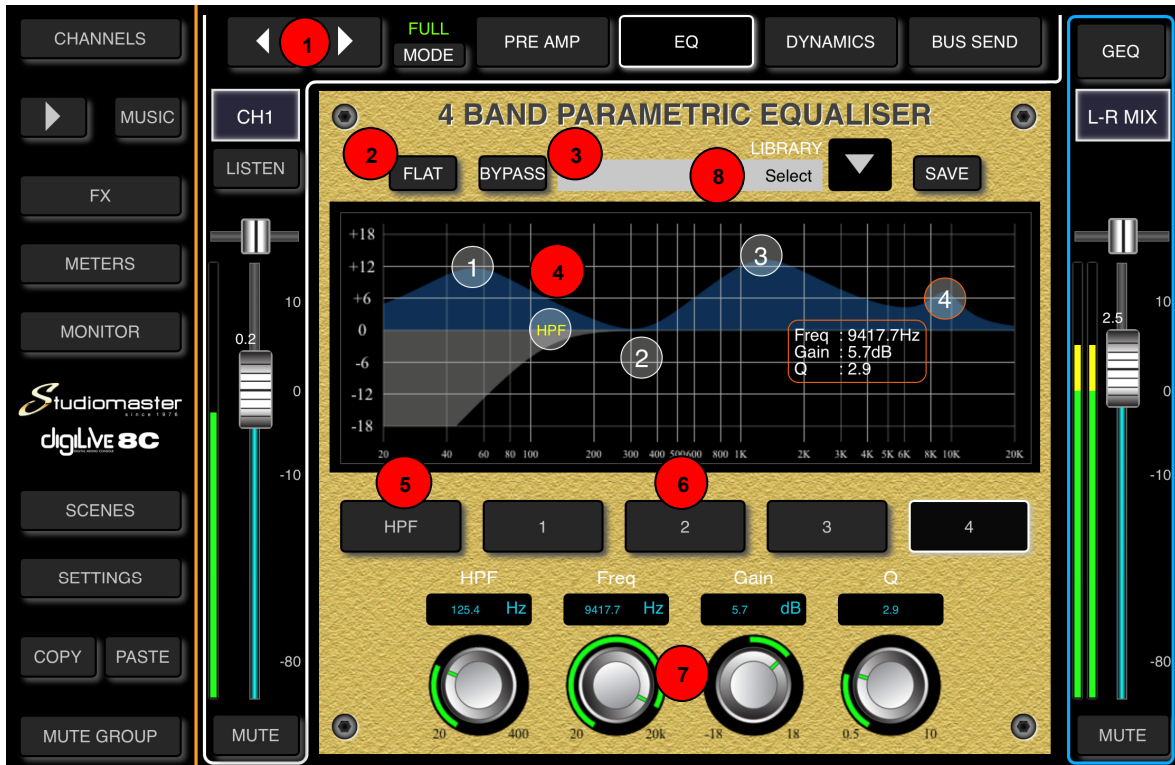 CHANNELS
MUSIC
FX
METERS
MONITOR
Studiomaster
since 1976
digiLiVe 8C
DIGITAL MIXING CONSOLE
SCENES
SETTINGS
COPY PASTE
MUTE GROUP
1
FULL
MODE
PRE AMP
EQ
DYNAMICS
BUS SEND
GEQ
CH1
LISTEN
0.2
10
0
-10
-80
MUTE
4 BAND PARAMETRIC EQUALISER
LIBRARY
2
FLAT
BYPASS
3
8
Select
SAVE
+18
+12
+6
0
-6
-12
-18
1
4
HPF
2
3
4
Freq : 9417.7Hz
Gain : 5.7dB
Q : 2.9
20 40 60 80 100 200 300 400 500 600 800 1K 2K 3K 4K 5K 6K 8K 10K 20K
5
6
HPF 1 2 3 4
HPF Freq Gain Q
125.4 Hz 9417.7 Hz 5.7 dB 2.9
7
20 400 20 20k -18 18 0.5 10
L-R MIX
2.5
10
0
-10
-80
MUTE